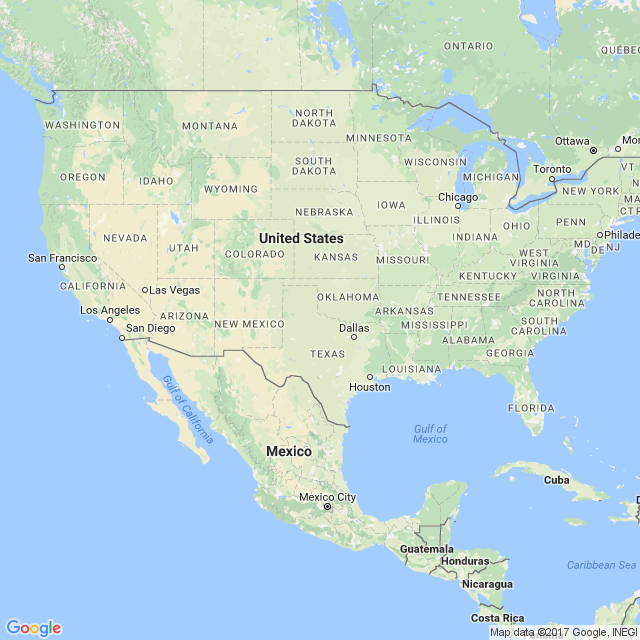 ONTARIO
QUÉBEC
WASHINGTON
MONTANA
NORTH
DAKOTA
MINNESOTA
Ottawa
WISCONSIN
MICHIGAN
Toronto
VT
OREGON
IDAHO
SOUTH
DAKOTA
WYOMING
NEW YORK
Chicago
NEBRASKA
IOWA
ILLINOIS
INDIANA
OHIO
PENN
CT
MD
DE
NJ
NEVADA
UTAH
United States
COLORADO
KANSAS
MISSOURI
WEST
VIRGINIA
VIRGINIA
KENTUCKY
San Francisco
CALIFORNIA
Las Vegas
OKLAHOMA
TENNESSEE
NORTH
CAROLINA
Los Angeles
ARIZONA
NEW MEXICO
ARKANSAS
MISSISSIPPI
SOUTH
CAROLINA
San Diego
Dallas
ALABAMA
GEORGIA
TEXAS
LOUISIANA
Houston
Gulf of California
FLORIDA
Gulf of
Mexico
Mexico
Cuba
Mexico City
Guatemala
Honduras
Caribbean Sea
Nicaragua
Costa Rica
Google
Map data ©2017 Google, INEGI